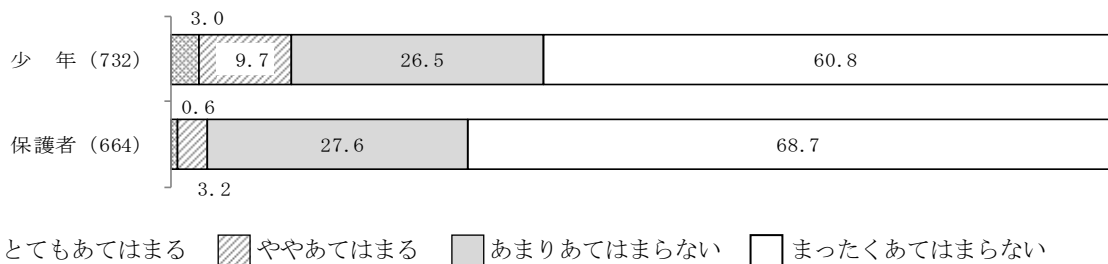 3.0
少　年（732） 9.7 26.5 60.8
0.6
保護者（664） 27.6 68.7
3.2
とてもあてはまる ややあてはまる あまりあてはまらない まったくあてはまらない